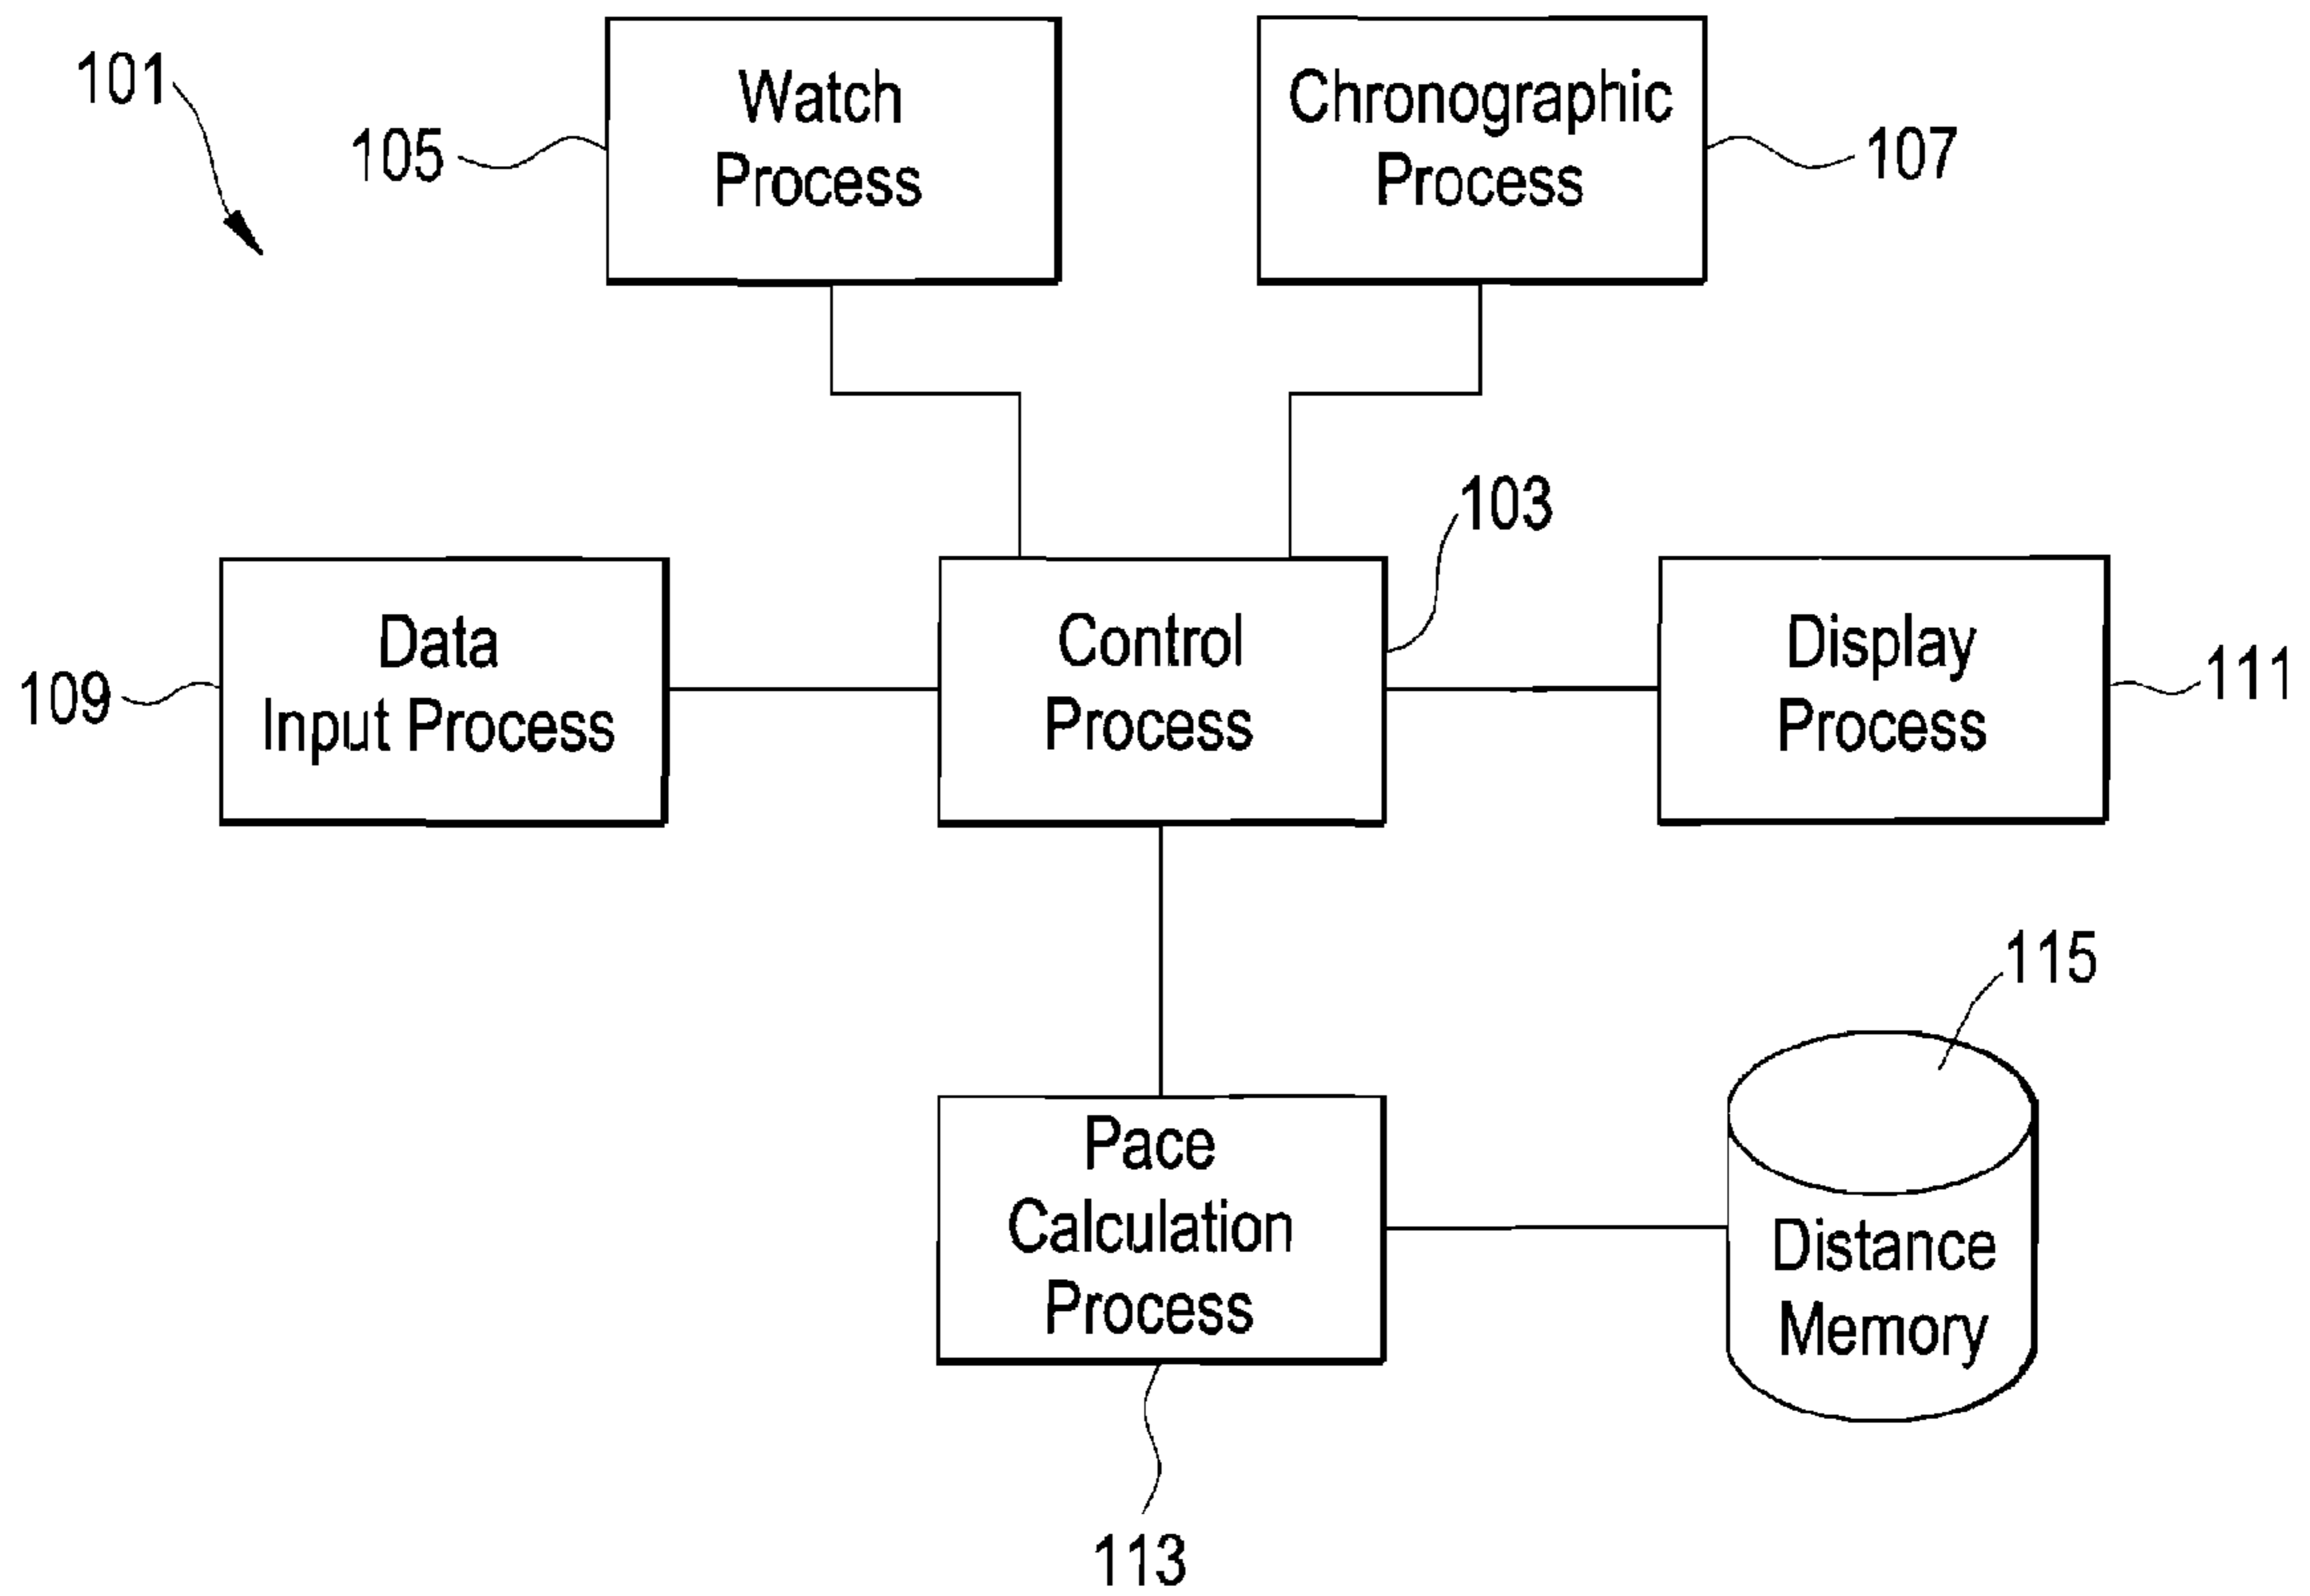 101
105
Watch
Process
Chronographic
Process
107
103
109
Data
Input Process
Control
Process
Display
Process
111
115
Pace
Calculation
Process
Distance
Memory
113